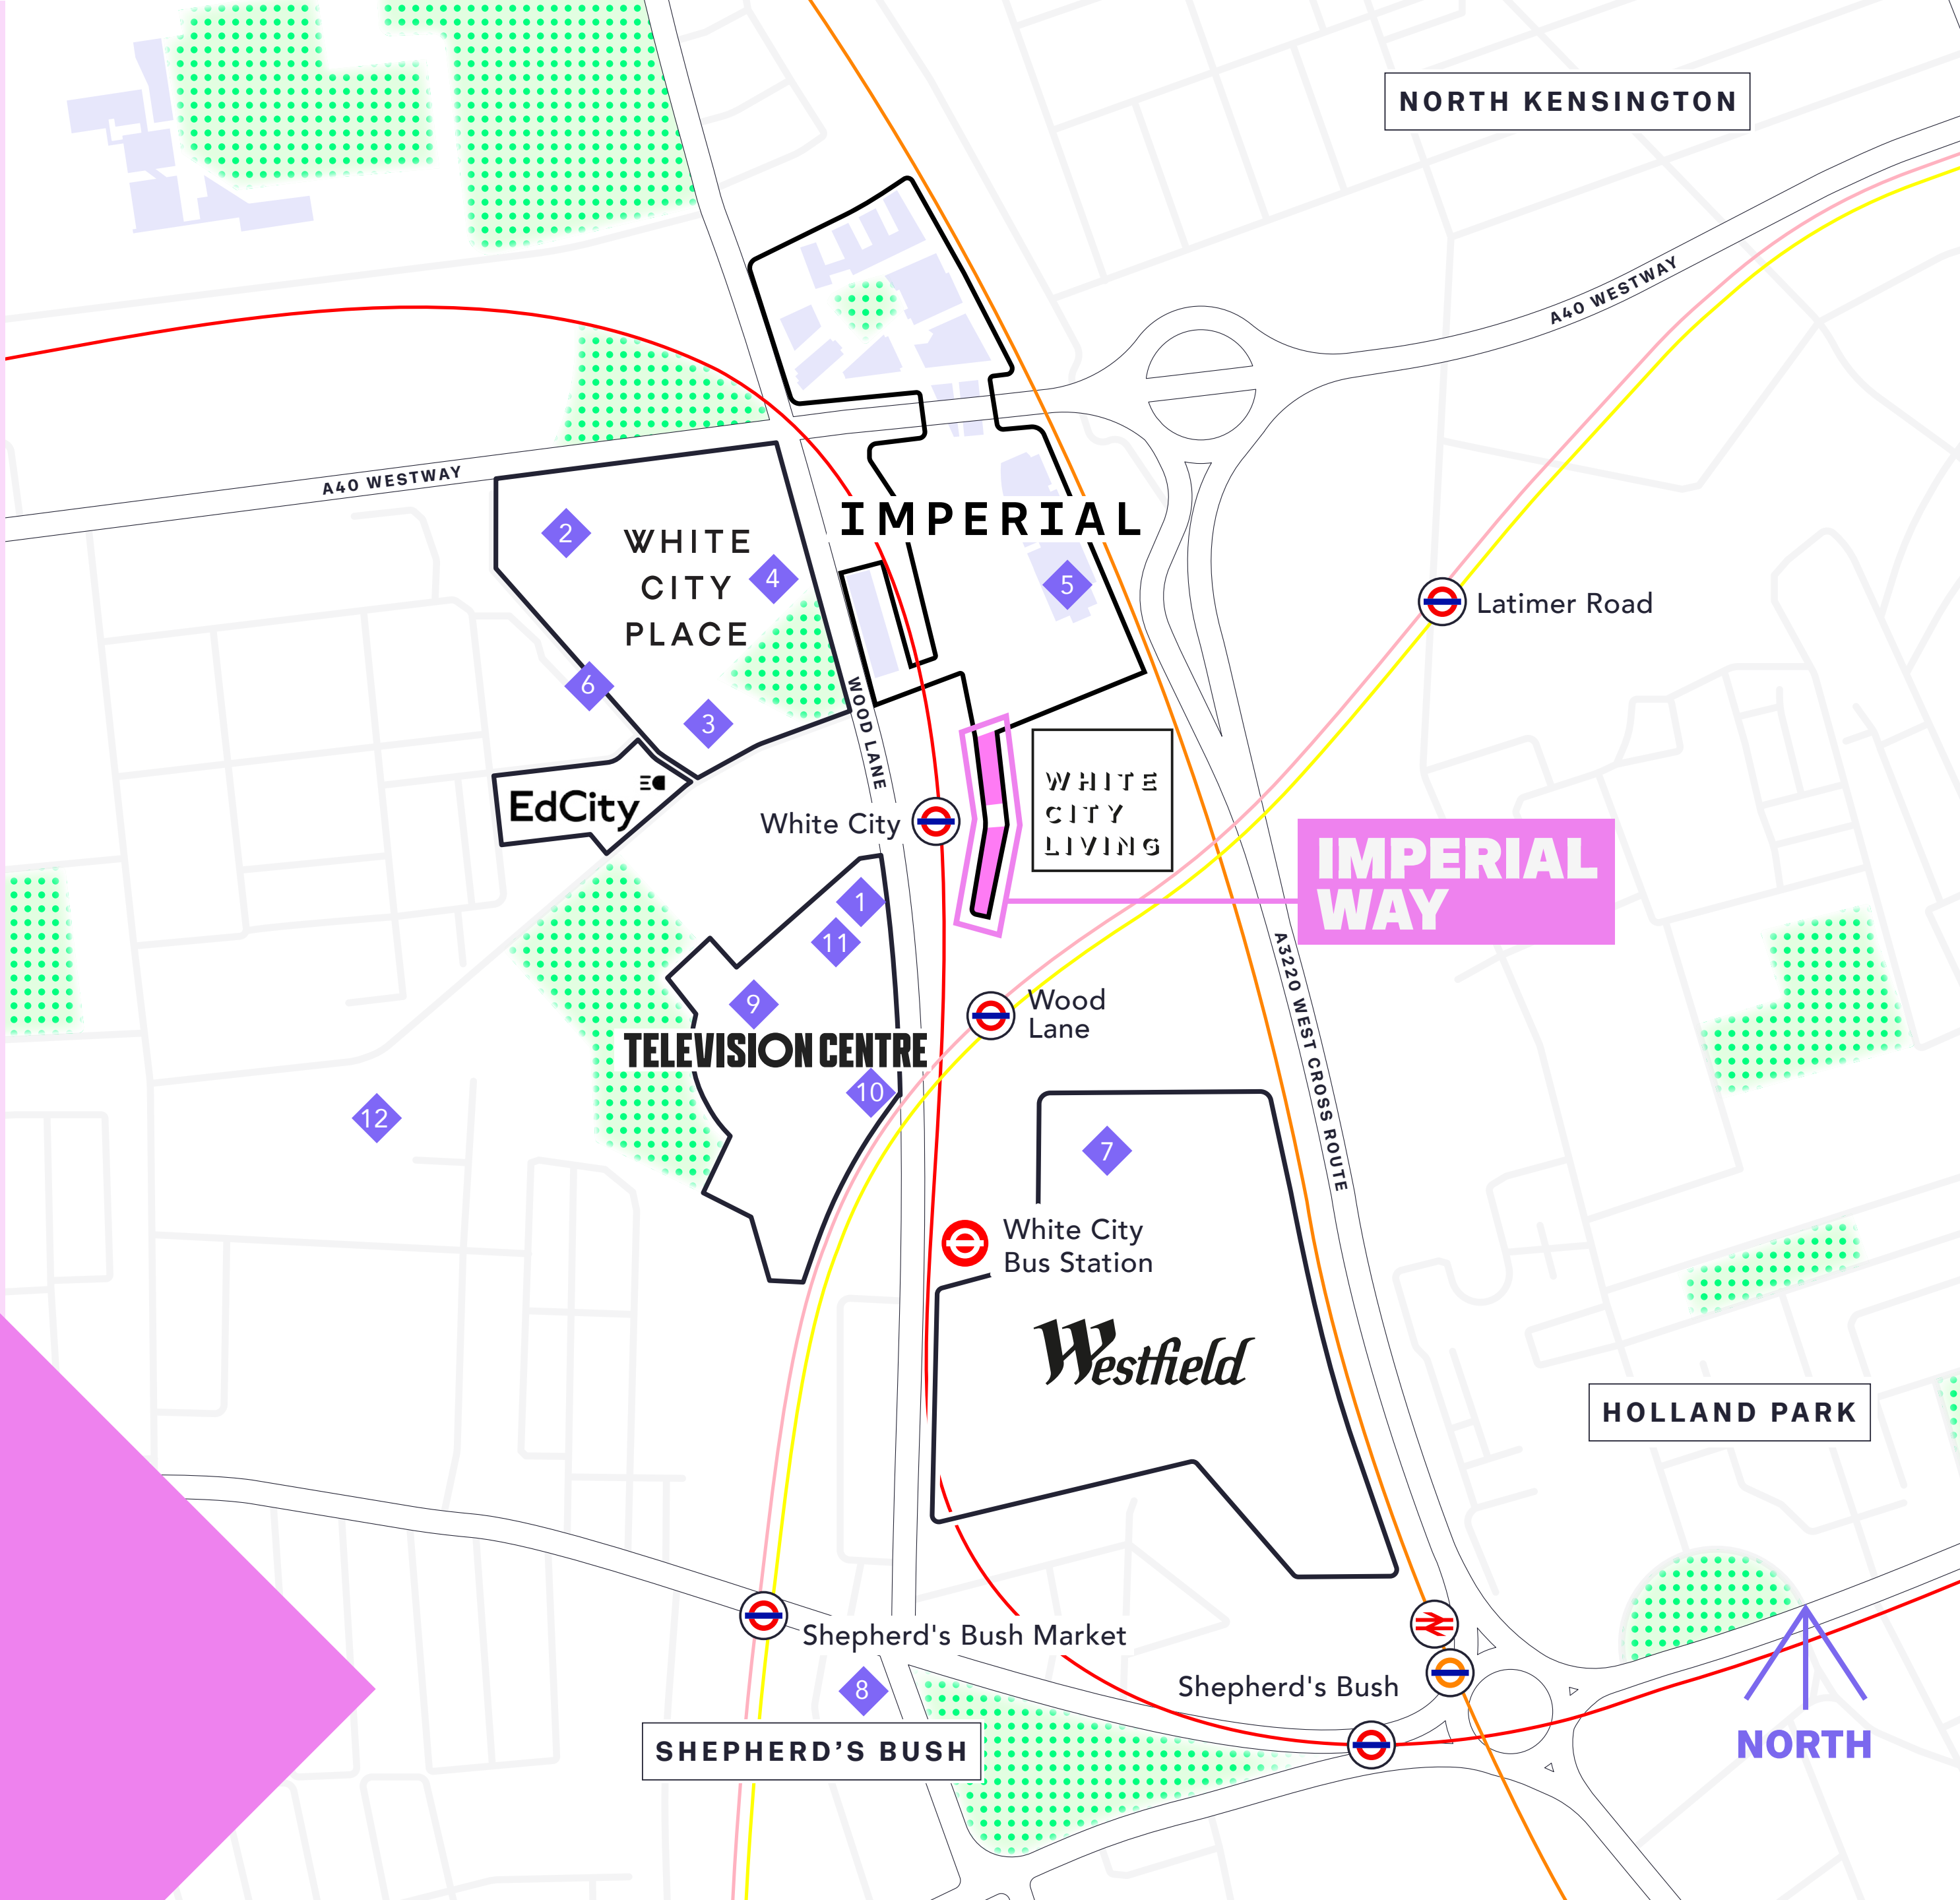 NORTH KENSINGTON
A40 WESTWAY
A40 WESTWAY
IMPERIAL
2
WHITE
CITY
PLACE
4
5
Latimer Road
6
3
WOOD LANE
EdCity
White City
WHITE
CITY
LIVING
IMPERIAL
WAY
1
11
9
Wood
Lane
TELEVISION CENTRE
A3220 WEST CROSS ROUTE
10
12
7
White City
Bus Station
Westfield
HOLLAND PARK
Shepherd's Bush Market
Shepherd's Bush
8
SHEPHERD’S BUSH
NORTH